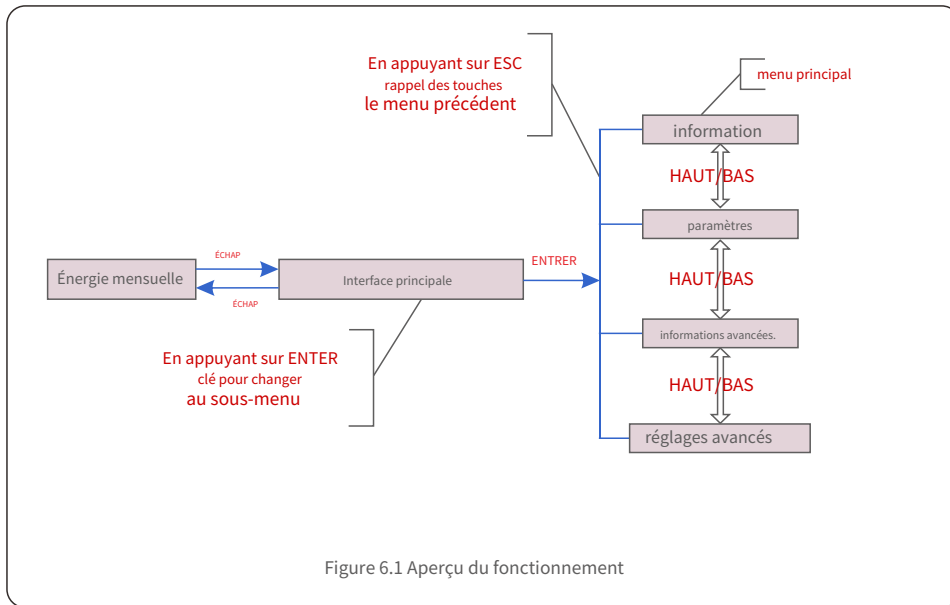 En appuyant sur ESC
rappel des touches
le menu précédent
menu principal
information
HAUT/BAS
paramètres
ÉCHAP
ENTRER
Énergie mensuelle
Interface principale
HAUT/BAS
ÉCHAP
informations avancées.
En appuyant sur ENTER
clé pour changer
au sous-menu
HAUT/BAS
réglages avancés
Figure 6.1 Aperçu du fonctionnement